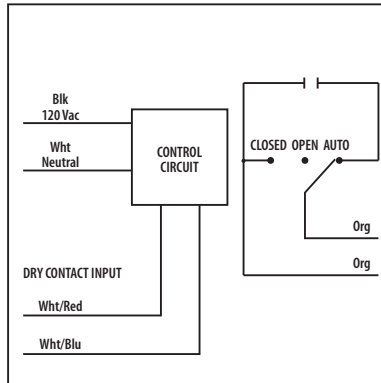 Blk
120 Vac
Wht
Neutral
CONTROL
CIRCUIT
CLOSED OPEN AUTO
Org
Org
DRY CONTACT INPUT
Wht/Red
Wht/Blu